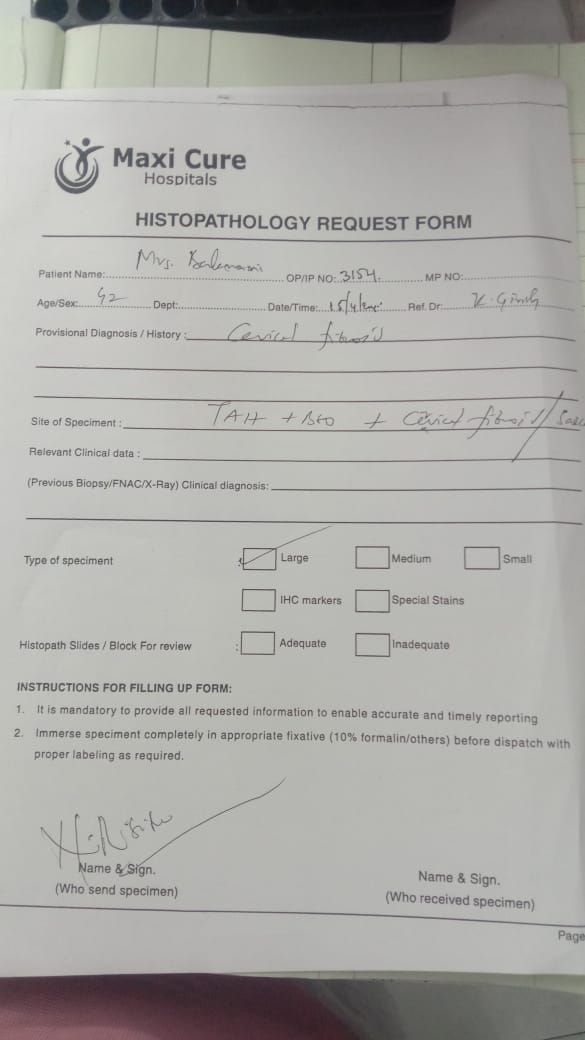 Maxi Cure
Hospitals
HISTOPATHOLOGY REQUEST FORM
Patient Name: Mrs. OP/IP NO: 3154. MP NO:
Age/Sex: 42 Dept: Date/Time: Ref. Dr: K.
Provisional Diagnosis / History : Cevical fibroid
Site of Speciment : TAH + BSO + Cervical fibroid /
Relevant Clinical data :
(Previous Biopsy/FNAC/X-Ray) Clinical diagnosis:
Type of speciment : Large Medium Small
IHC markers Special Stains
Histopath Slides / Block For review : Adequate Inadequate
INSTRUCTIONS FOR FILLING UP FORM:
1. It is mandatory to provide all requested information to enable accurate and timely reporting
2. Immerse speciment completely in appropriate fixative (10% formalin/others) before dispatch with
proper labeling as required.
Name & Sign.
(Who send specimen)
Name & Sign.
(Who received specimen)
Page